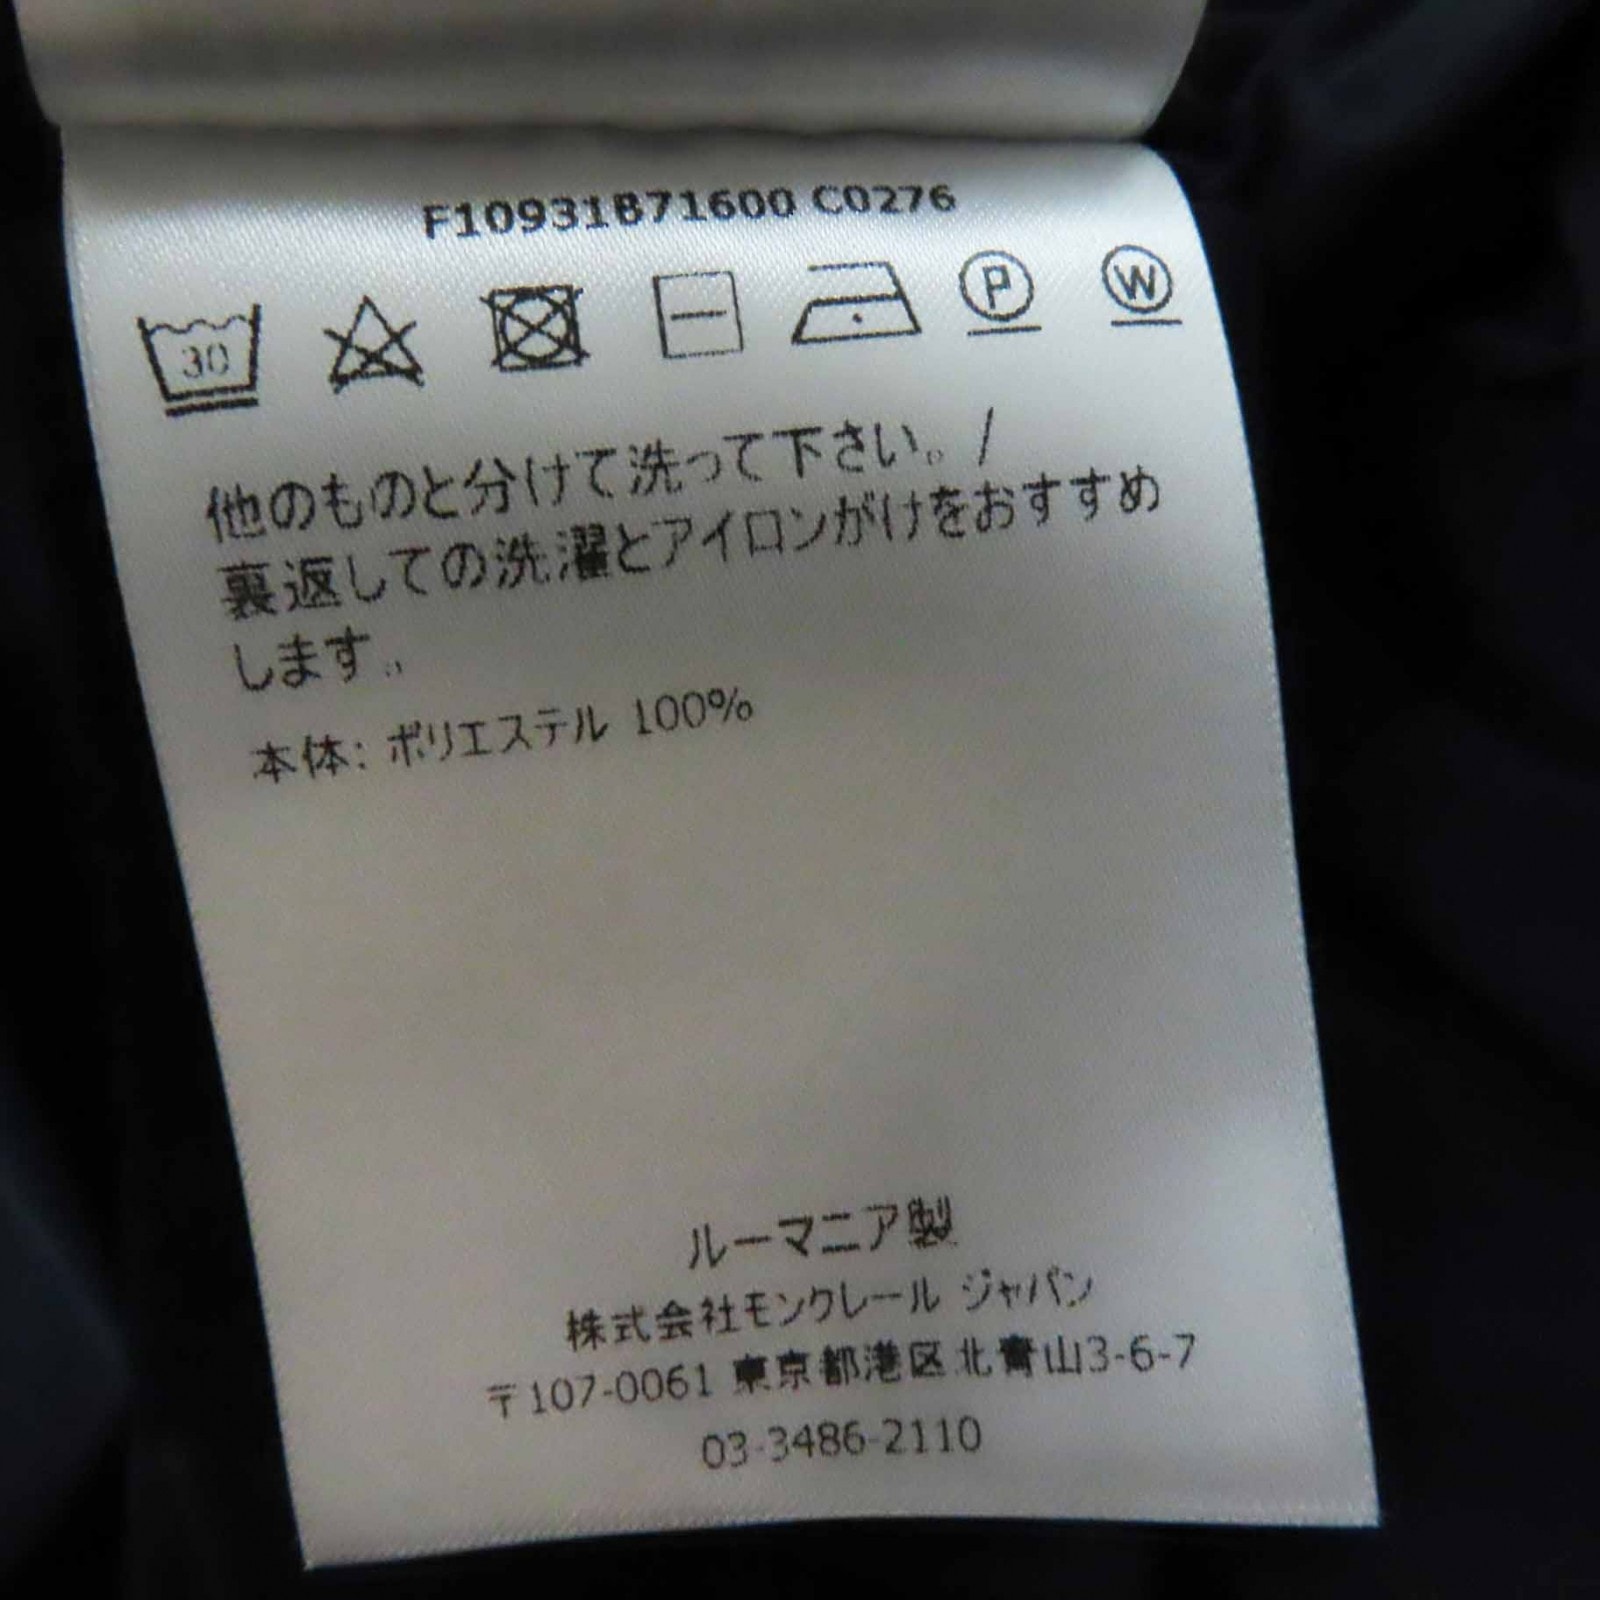 F10931B71600 C0276
30
P
W
他のものと分けて洗って下さい。/
裏返しての洗濯とアイロンがけをおすすめ
します。
本体: ポリエステル 100%
ルーマニア製
株式会社モンクレール ジャパン
〒107-0061 東京都港区北青山3-6-7
03-3486-2110